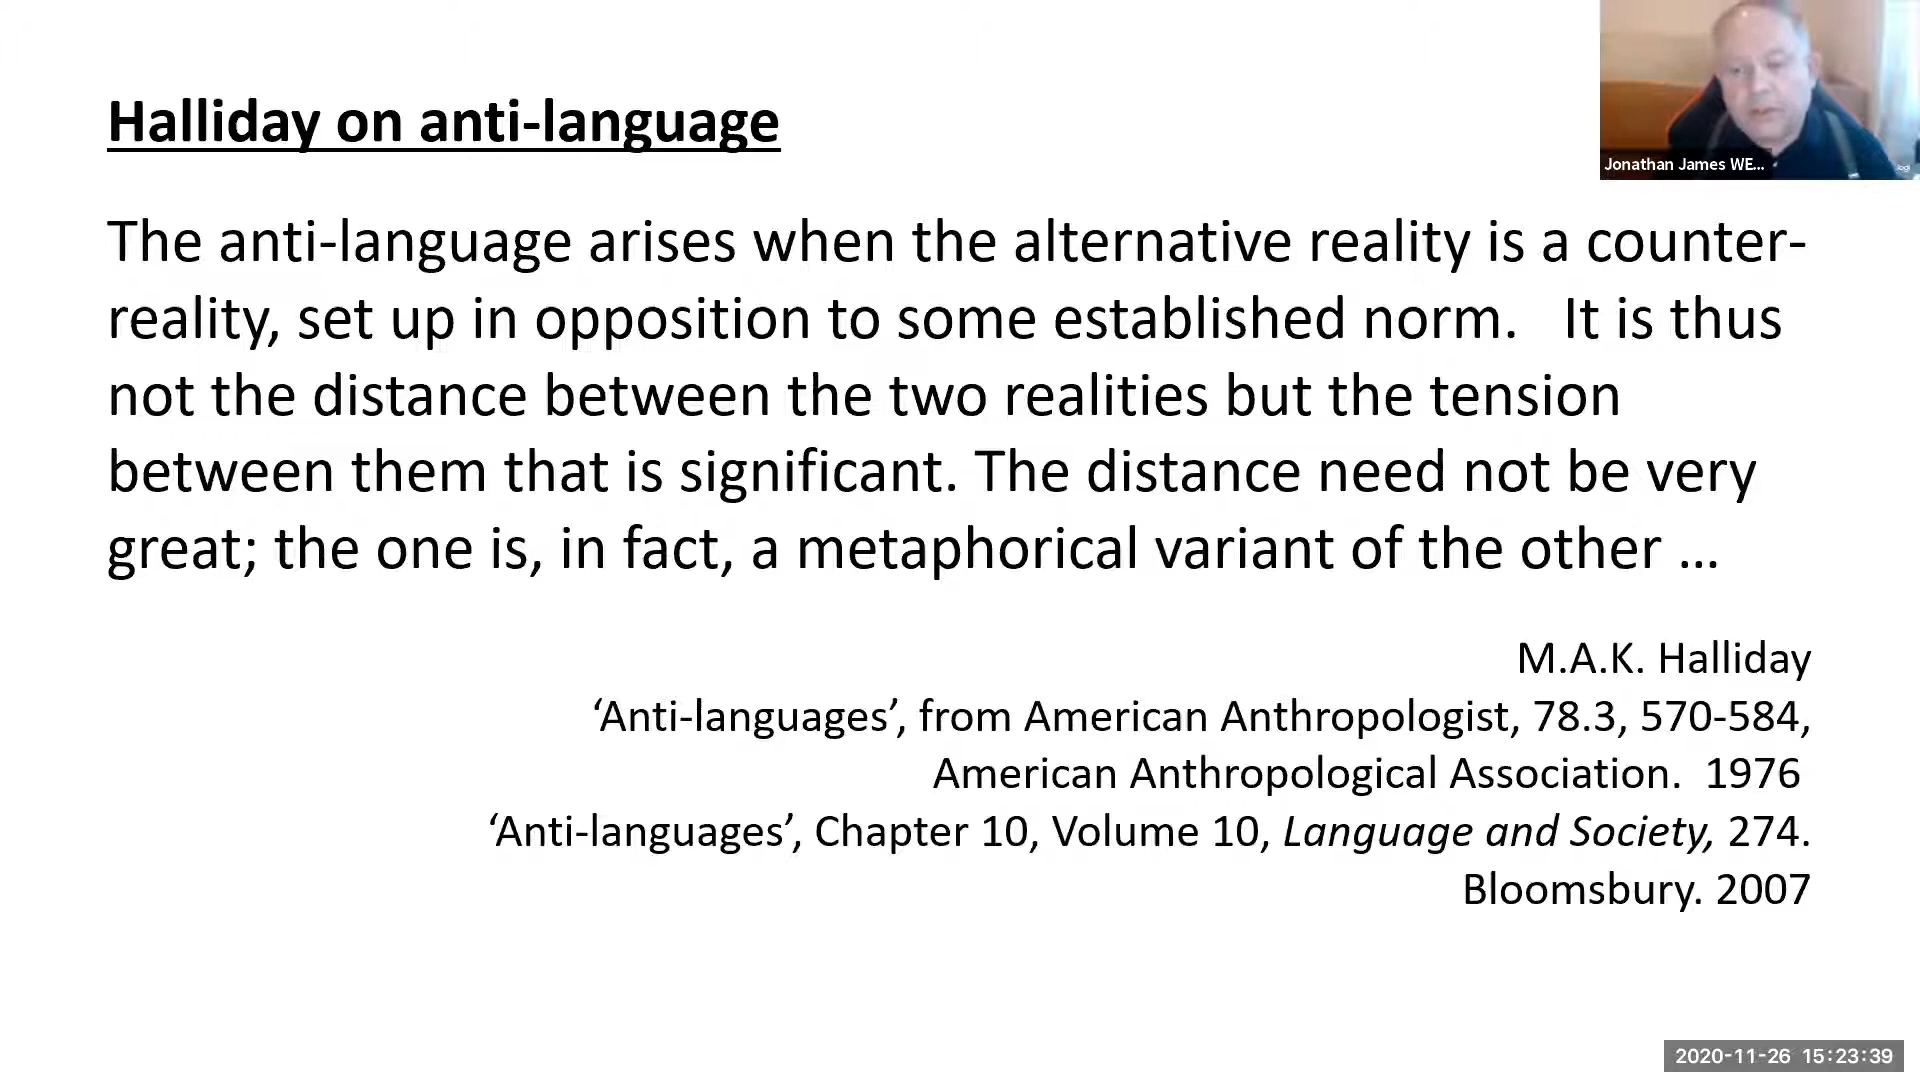 Halliday on anti-language
Jonathan James WE...
The anti-language arises when the alternative reality is a counter-
reality, set up in opposition to some established norm.   It is thus
not the distance between the two realities but the tension
between them that is significant. The distance need not be very
great; the one is, in fact, a metaphorical variant of the other …
M.A.K. Halliday
‘Anti-languages’, from American Anthropologist, 78.3, 570-584,
American Anthropological Association.  1976
‘Anti-languages’, Chapter 10, Volume 10, Language and Society, 274.
Bloomsbury. 2007
2020-11-26 15:23:39